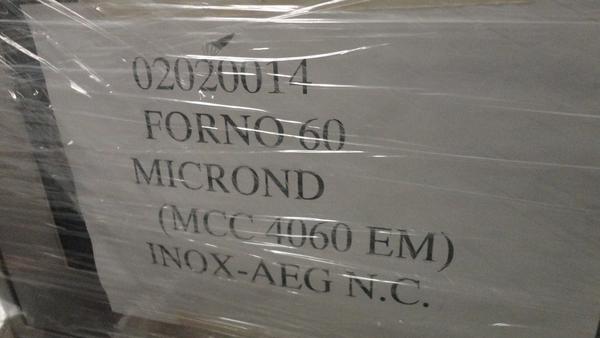 02020014
FORNO 60
MICROND
(MCC 4060 EM)
INOX-AEG N.C.